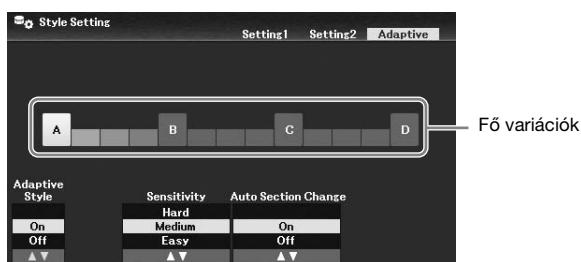 Style Setting
Setting1 Setting2 Adaptive
A B C D
Fő variációk
Adaptive
Style Sensitivity Auto Section Change
Hard
On Medium On
Off Easy Off